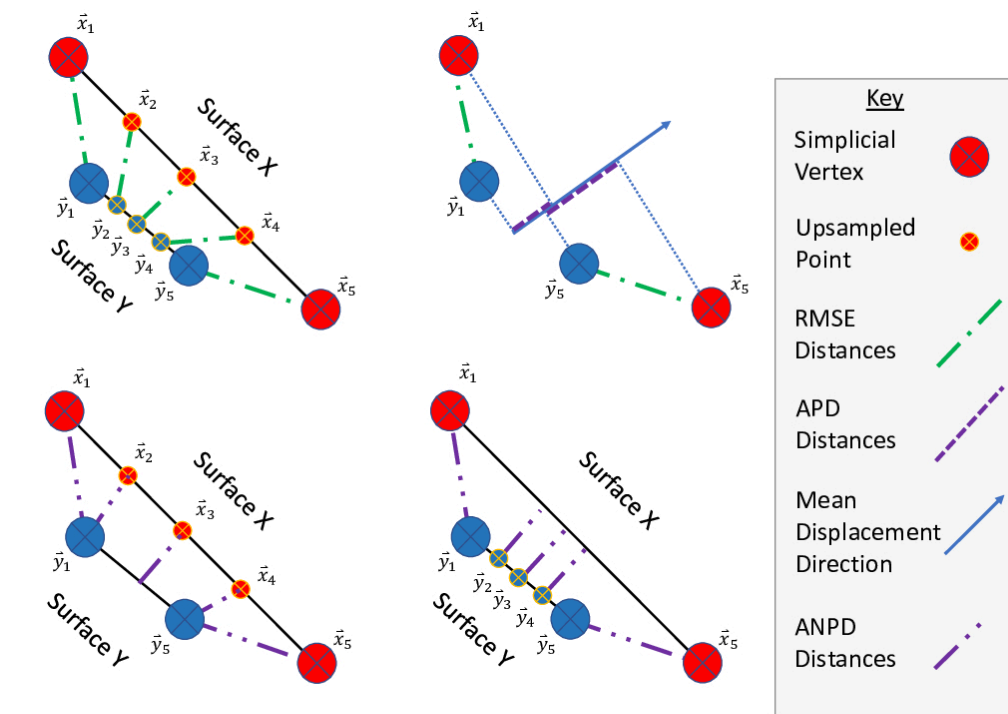 x⃗₁
x⃗₂
Surface X
x⃗₃
x⃗₄
x⃗₅
y⃗₁
y⃗₂
y⃗₃
y⃗₄
y⃗₅
Surface Y
x⃗₁
y⃗₁
y⃗₅
x⃗₅
x⃗₁
x⃗₂
Surface X
x⃗₃
x⃗₄
x⃗₅
y⃗₁
y⃗₅
Surface Y
x⃗₁
Surface X
y⃗₁
y⃗₂
y⃗₃
y⃗₄
y⃗₅
x⃗₅
Surface Y
Key
Simplicial
Vertex
Upsampled
Point
RMSE
Distances
APD
Distances
Mean
Displacement
Direction
ANPD
Distances